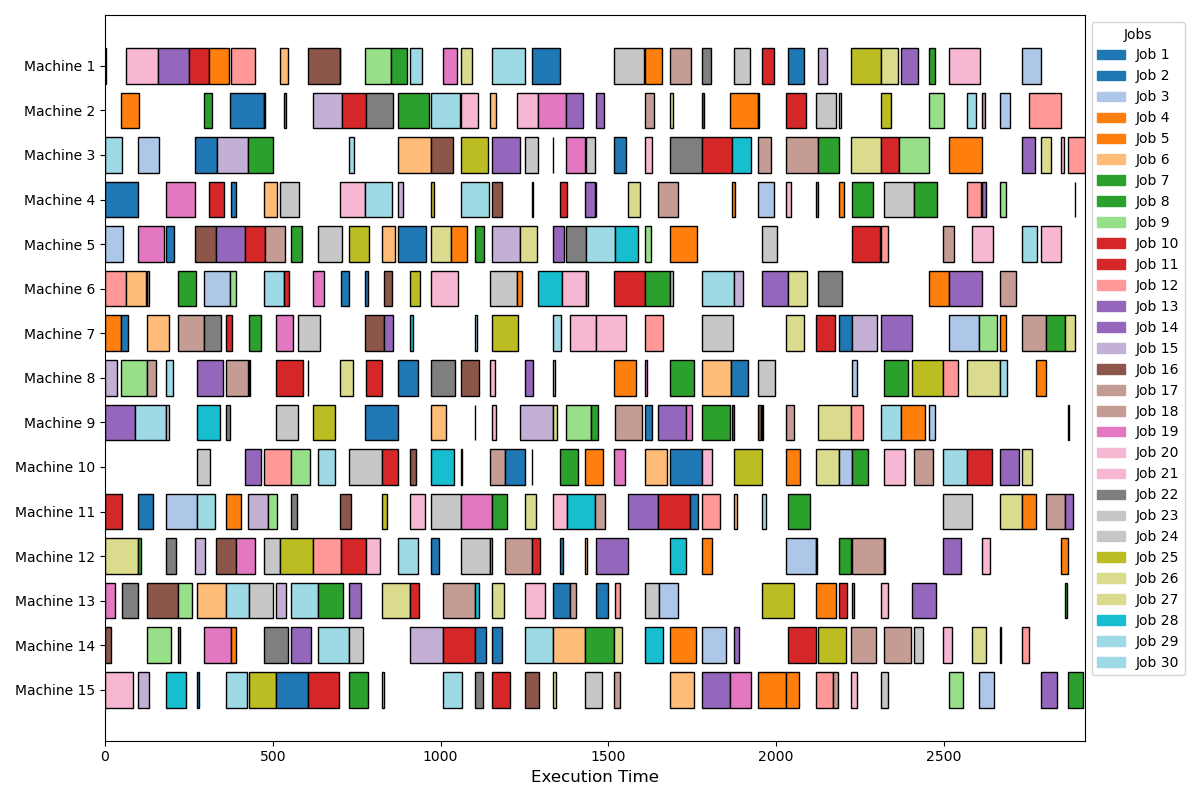 Machine 1
Machine 2
Machine 3
Machine 4
Machine 5
Machine 6
Machine 7
Machine 8
Machine 9
Machine 10
Machine 11
Machine 12
Machine 13
Machine 14
Machine 15
0 500 1000 1500 2000 2500
Execution Time
Jobs
Job 1
Job 2
Job 3
Job 4
Job 5
Job 6
Job 7
Job 8
Job 9
Job 10
Job 11
Job 12
Job 13
Job 14
Job 15
Job 16
Job 17
Job 18
Job 19
Job 20
Job 21
Job 22
Job 23
Job 24
Job 25
Job 26
Job 27
Job 28
Job 29
Job 30